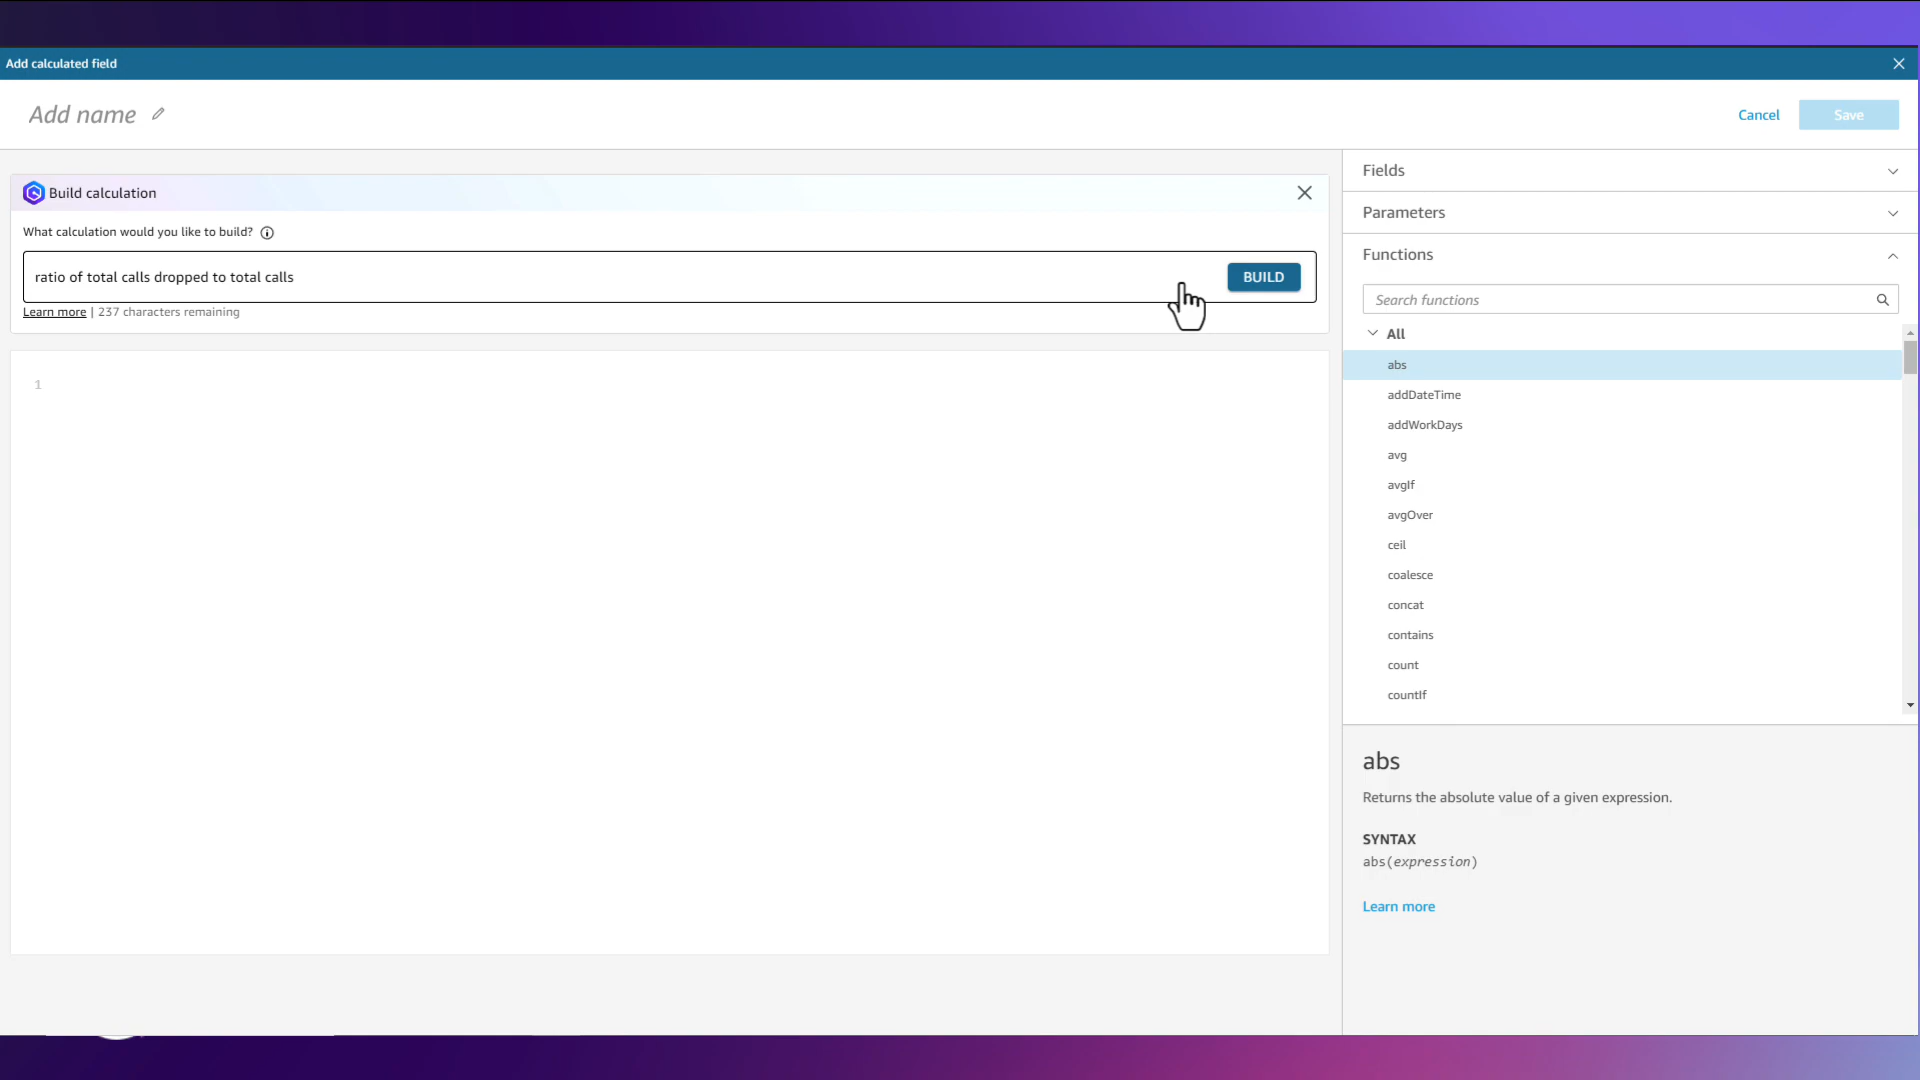 Add calculated field
Add name
Cancel
Save
Build calculation
What calculation would you like to build?
ratio of total calls dropped to total calls
BUILD
Learn more | 237 characters remaining
1
Fields
Parameters
Functions
Search functions
All
abs
addDateTime
addWorkDays
avg
avgIf
avgOver
ceil
coalesce
concat
contains
count
countIf
abs
Returns the absolute value of a given expression.
SYNTAX
abs(expression)
Learn more